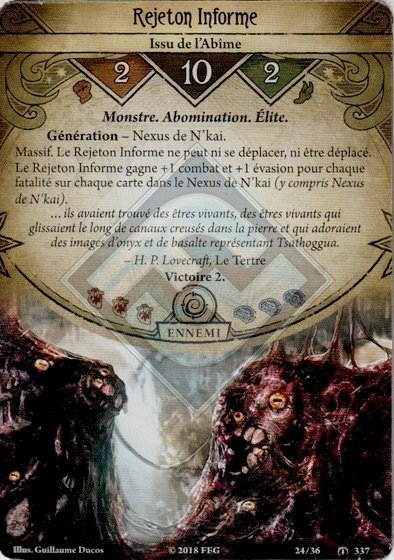 Rejeton Informe
Issu de l'Abîme
2 10 2
Monstre. Abomination. Élite.
Génération – Nexus de N'kai.
Massif. Le Rejeton Informe ne peut ni se déplacer, ni être déplacé.
Le Rejeton Informe gagne +1 combat et +1 évasion pour chaque
fatalité sur chaque carte dans le Nexus de N'kai (y compris Nexus
de N'kai).
… ils avaient trouvé des êtres vivants, des êtres vivants qui
glissaient le long de canaux creusés dans la pierre et qui adoraient
des images d'onyx et de basalte représentant Tsathoggua.
– H. P. Lovecraft, Le Tertre
Victoire 2.
ENNEMI
Illus. Guillaume Ducos © 2018 FFG 24/36 337